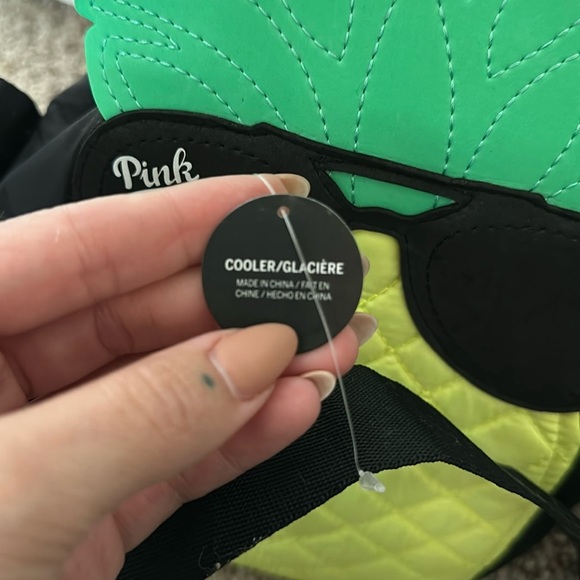 Pink
COOLER/GLACIÈRE
MADE IN CHINA / FAIT EN
CHINE / HECHO EN CHINA